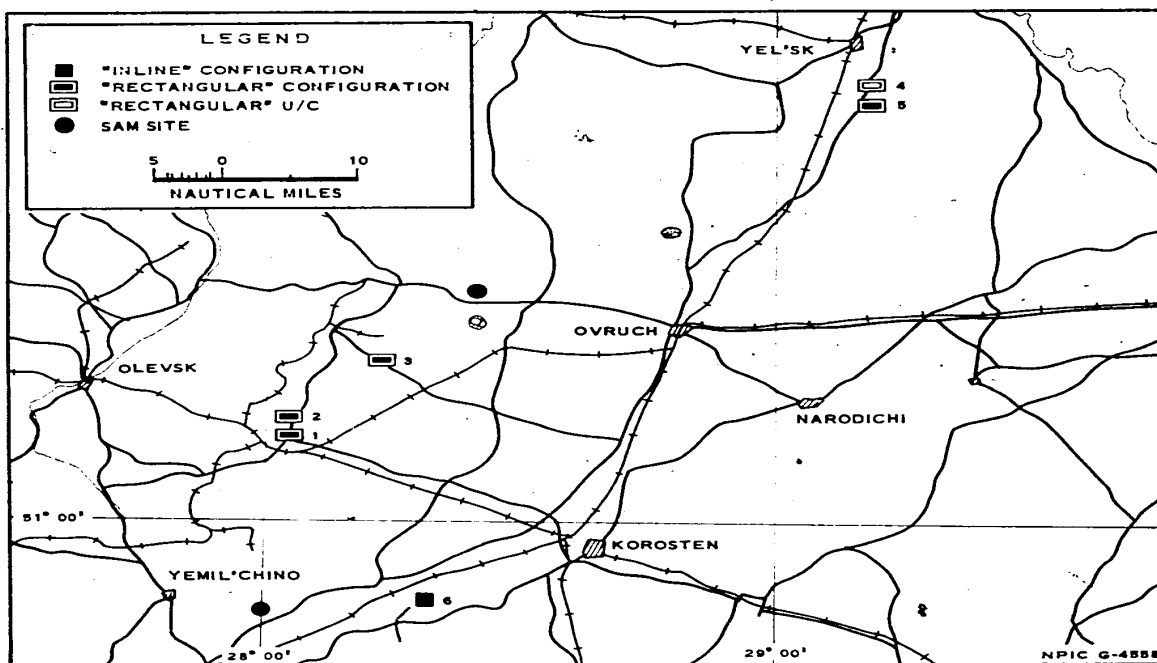 LEGEND
"INLINE" CONFIGURATION
"RECTANGULAR" CONFIGURATION
"RECTANGULAR" U/C
SAM SITE
5 0 10
NAUTICAL MILES
YEL'SK
4
5
OVRUCH
OLEVSK
3
NARODICHI
2
1
51° 00'
KOROSTEN
YEMIL'CHINO
6
28° 00'
29° 00'
NPIC G-4558